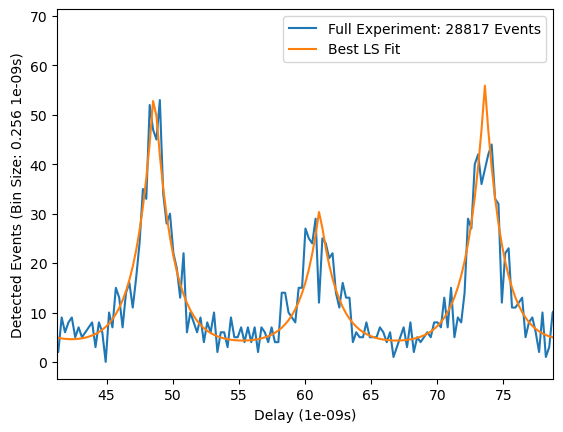 Full Experiment: 28817 Events
Best LS Fit
Detected Events (Bin Size: 0.256 1e-09s)
70
60
50
40
30
20
10
0
45 50 55 60 65 70 75
Delay (1e-09s)